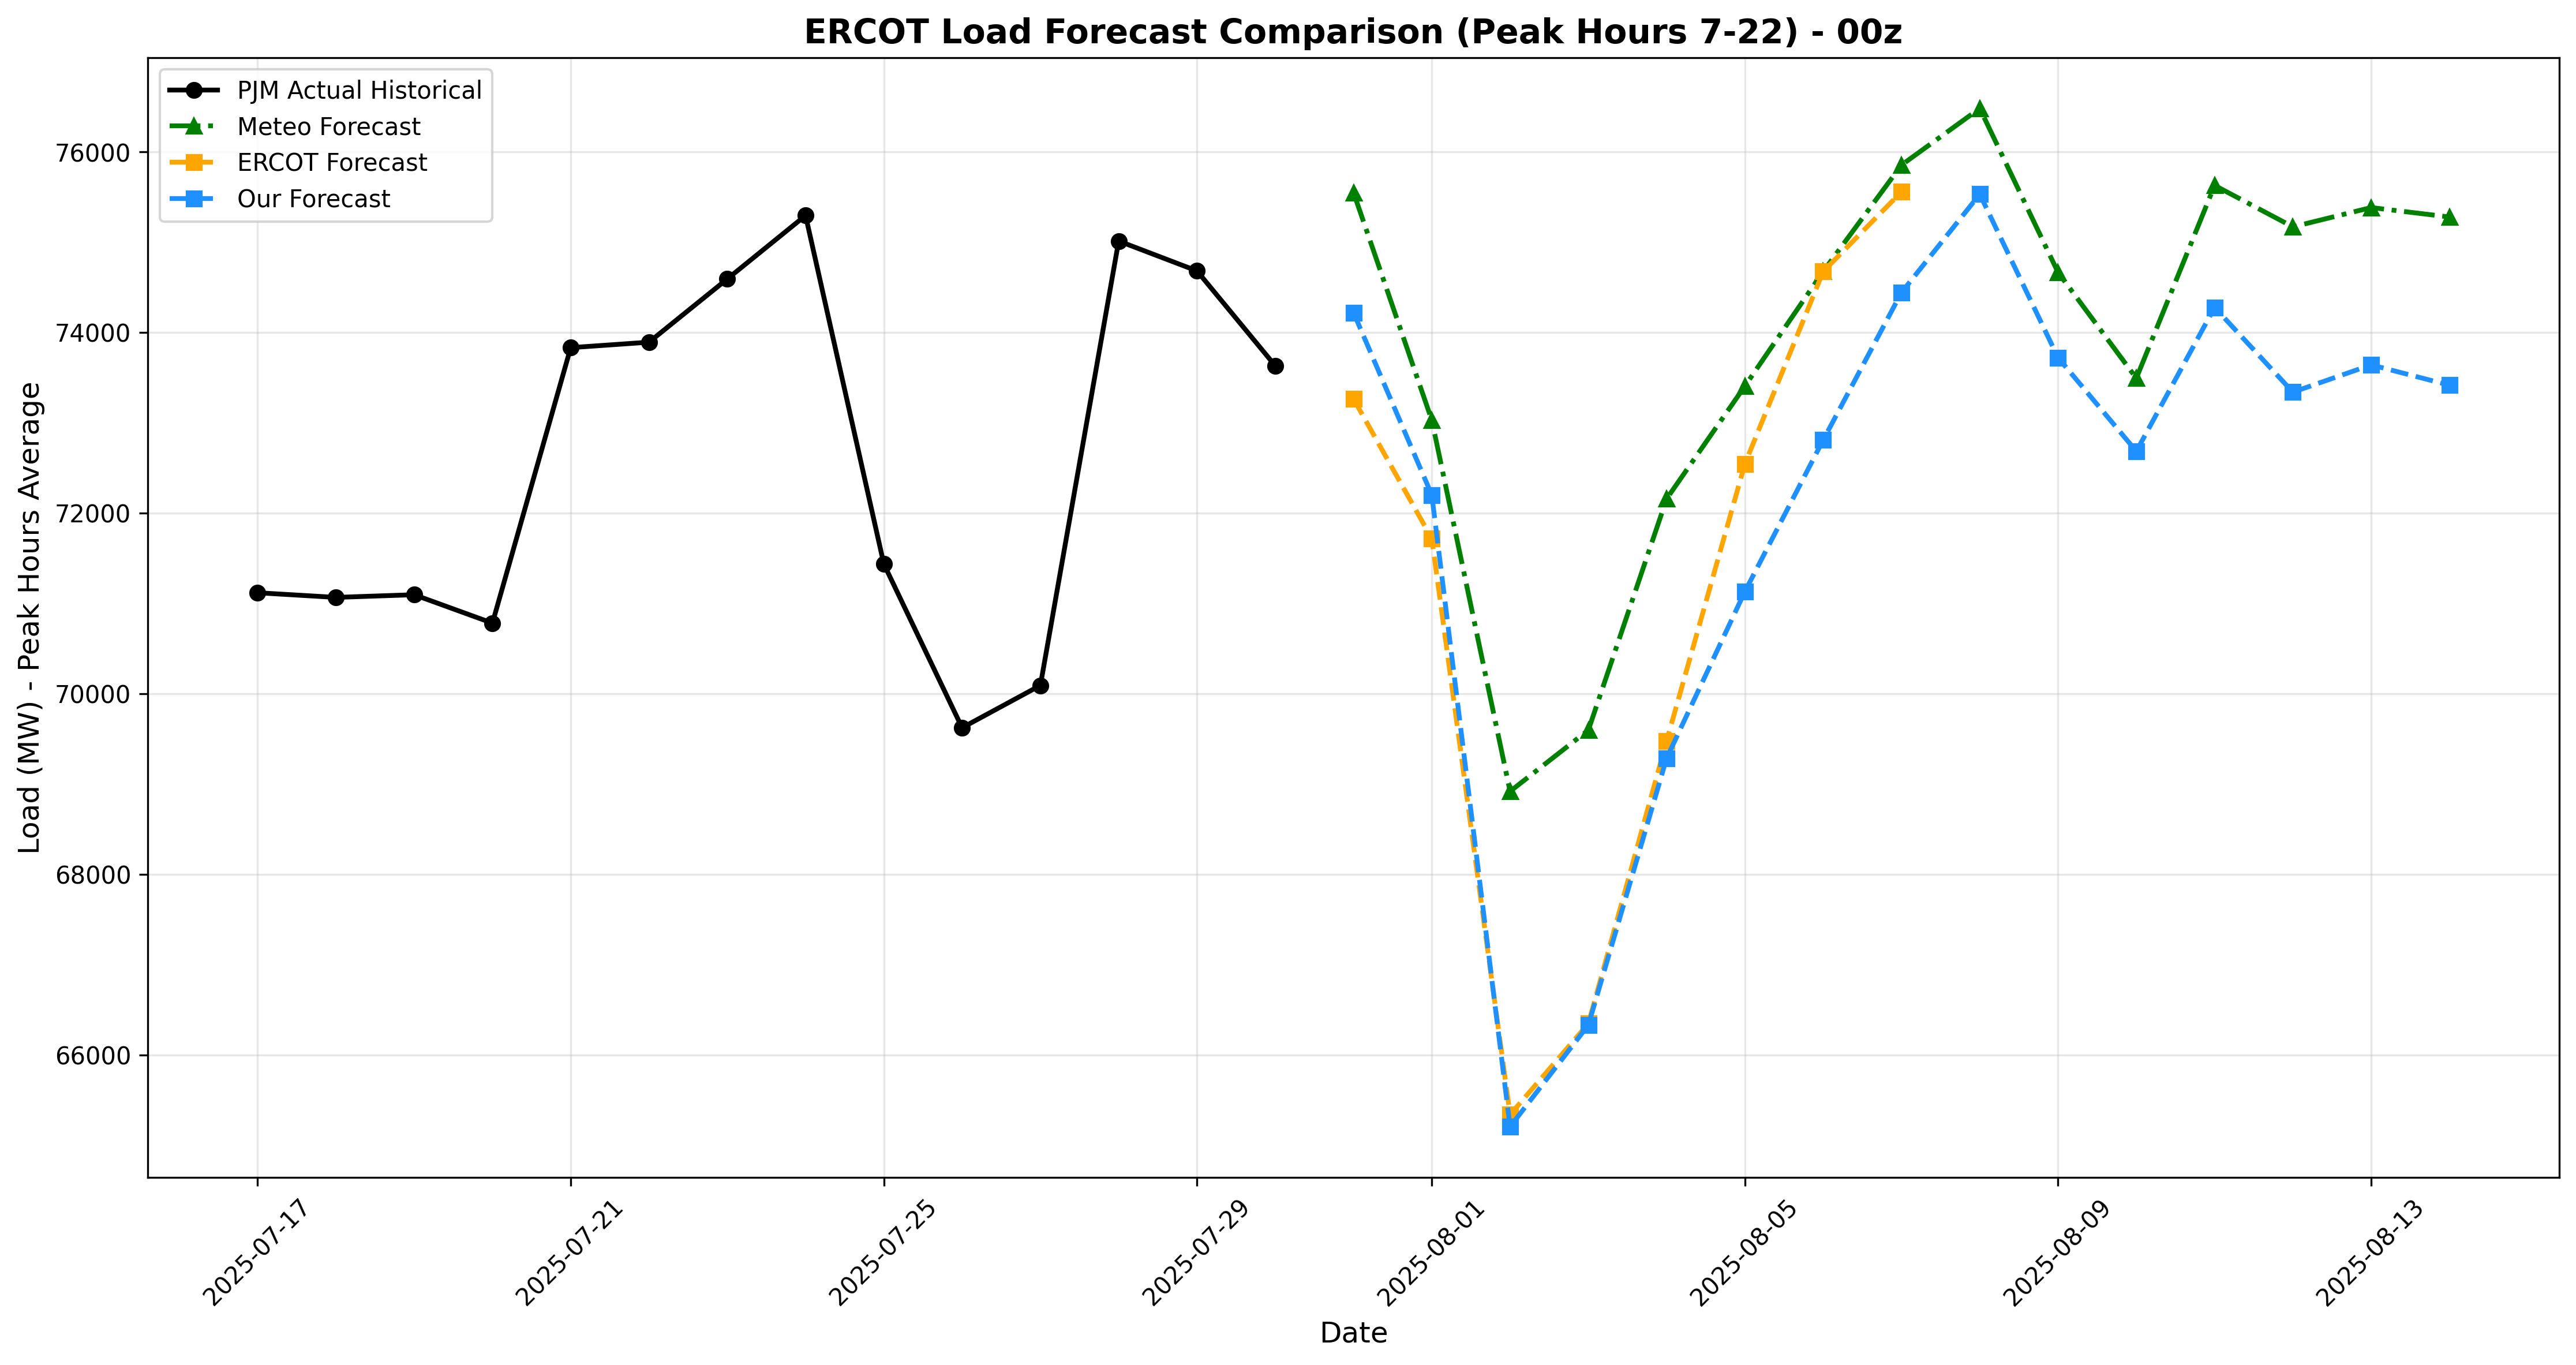 ERCOT Load Forecast Comparison (Peak Hours 7-22) - 00z
PJM Actual Historical
Meteo Forecast
ERCOT Forecast
Our Forecast
Load (MW) - Peak Hours Average
76000
74000
72000
70000
68000
66000
2025-07-17
2025-07-21
2025-07-25
2025-07-29
2025-08-01
2025-08-05
2025-08-09
2025-08-13
Date